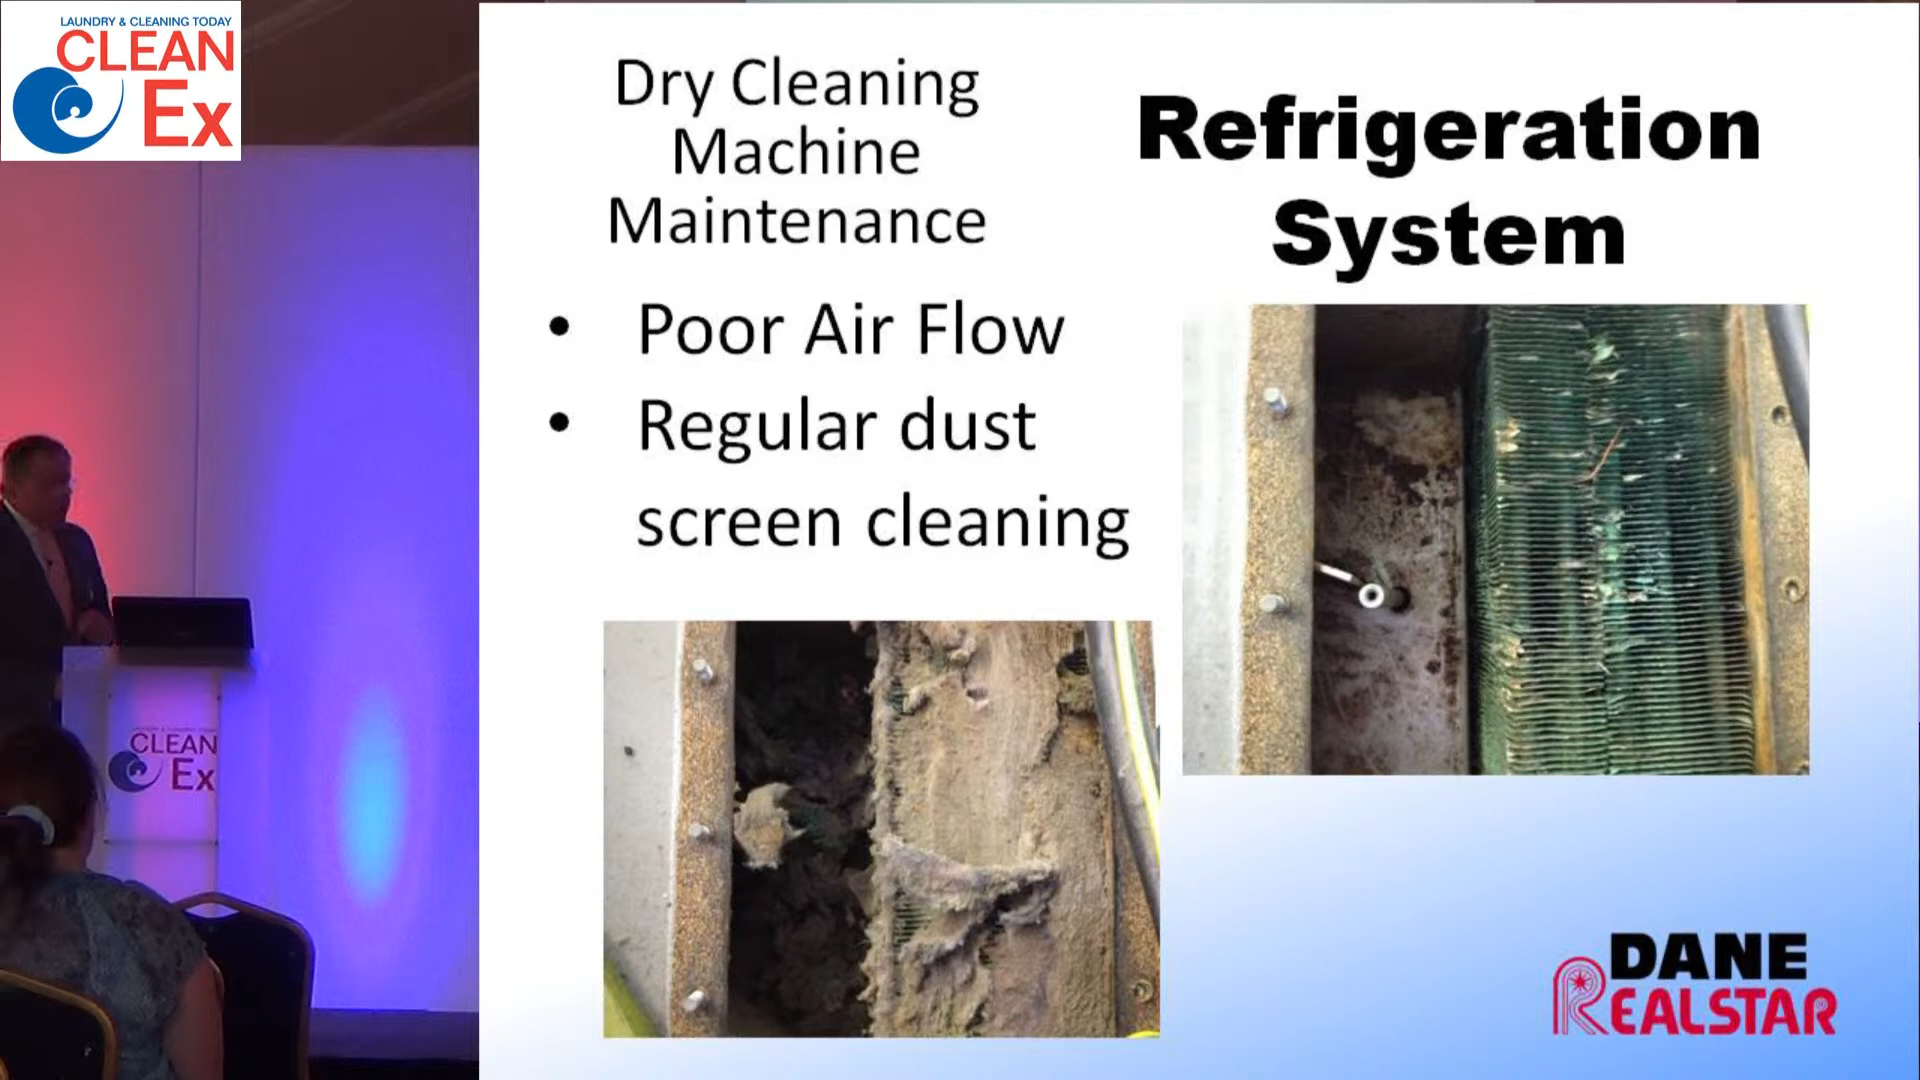 LAUNDRY & CLEANING TODAY
CLEAN
Ex
Dry Cleaning
Machine
Maintenance
Refrigeration
System
• Poor Air Flow
• Regular dust
screen cleaning
CLEAN
Ex
DANE
REALSTAR